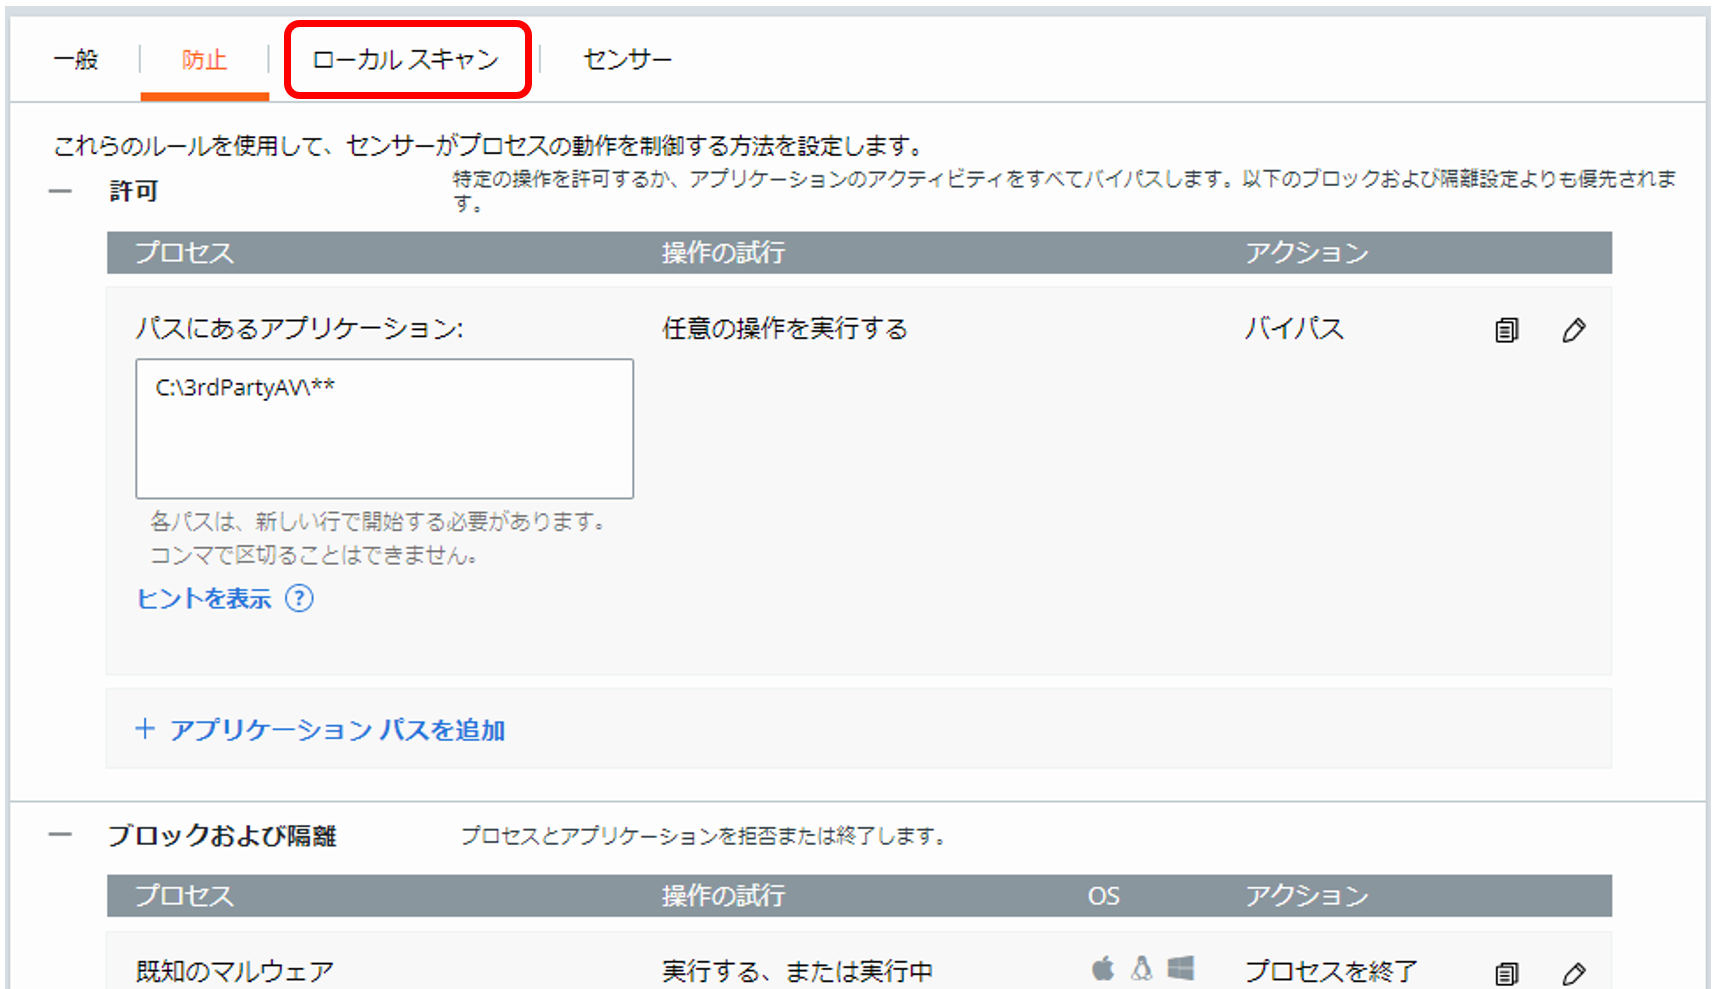 一般 防止 ローカル スキャン センサー
これらのルールを使用して、センサーがプロセスの動作を制御する方法を設定します。
許可 特定の操作を許可するか、アプリケーションのアクティビティをすべてバイパスします。以下のブロックおよび隔離設定よりも優先されま
す。
プロセス 操作の試行 アクション
パスにあるアプリケーション: 任意の操作を実行する バイパス
C:\3rdPartyAV\**
各パスは、新しい行で開始する必要があります。
コンマで区切ることはできません。
ヒントを表示 ?
+ アプリケーション パスを追加
ブロックおよび隔離 プロセスとアプリケーションを拒否または終了します。
プロセス 操作の試行 OS アクション
既知のマルウェア 実行する、または実行中 プロセスを終了